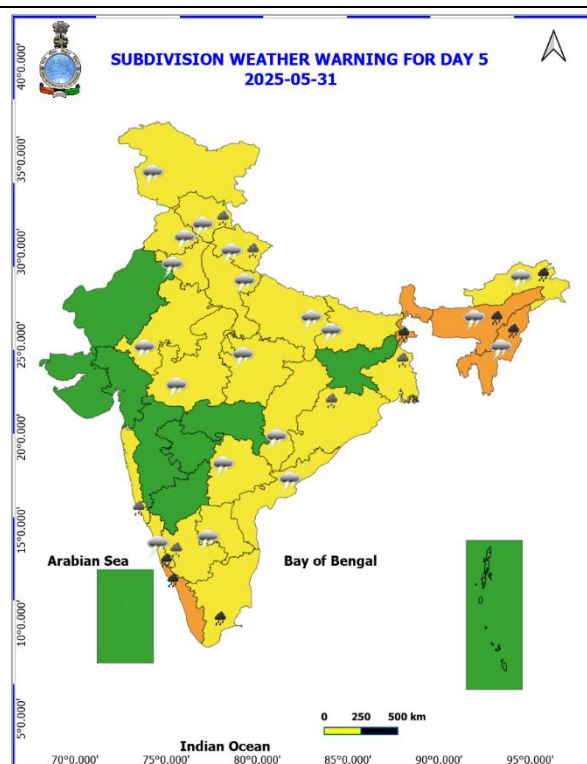 SUBDIVISION WEATHER WARNING FOR DAY 5
2025-05-31
40°0.000'
35°0.000'
30°0.000'
25°0.000'
20°0.000'
15°0.000'
10°0.000'
5°0.000'
Arabian Sea
Bay of Bengal
0 250 500 km
Indian Ocean
70°0.000' 75°0.000' 80°0.000' 85°0.000' 90°0.000' 95°0.000'